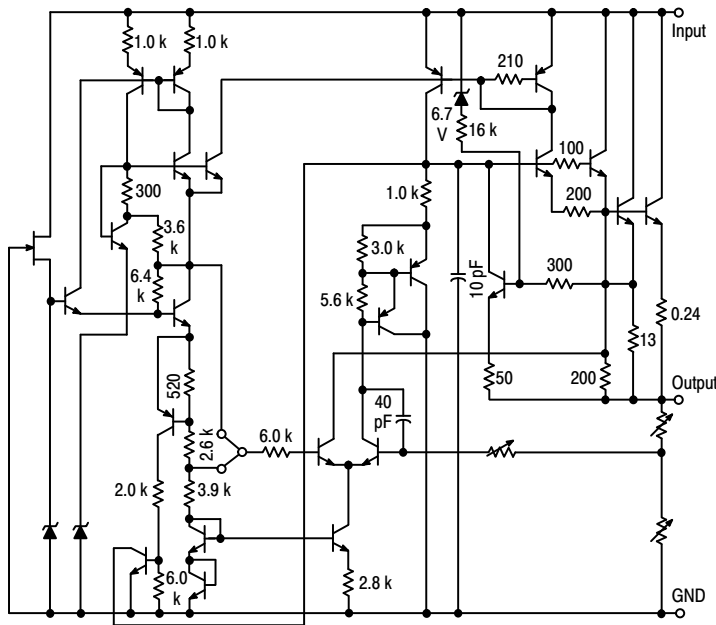 Input
1.0 k
1.0 k
210
6.7
V
16 k
100
300
1.0 k
200
3.6
k
3.0 k
6.4
k
10 pF
300
5.6 k
0.24
13
520
50
200
Output
40
pF
2.6 k
6.0 k
2.0 k
3.9 k
6.0
k
2.8 k
GND